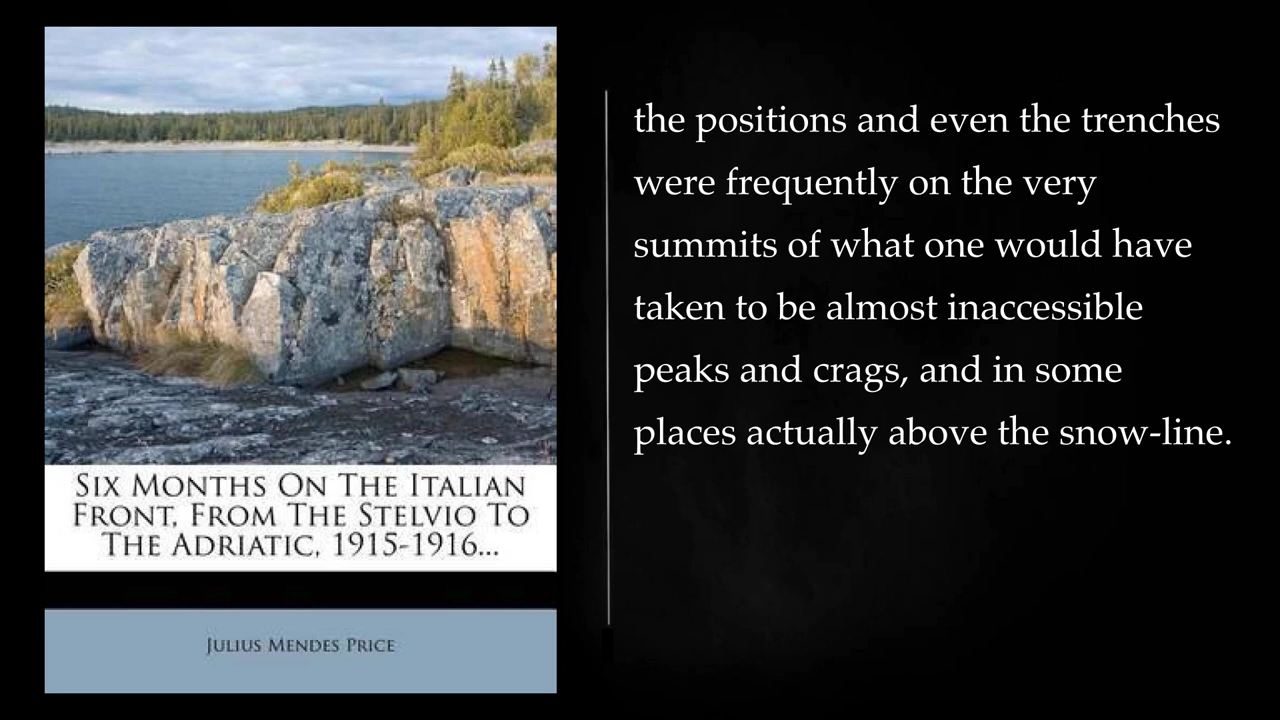 Six Months On The Italian
Front, From The Stelvio To
The Adriatic, 1915-1916...
Julius Mendes Price
the positions and even the trenches
were frequently on the very
summits of what one would have
taken to be almost inaccessible
peaks and crags, and in some
places actually above the snow-line.